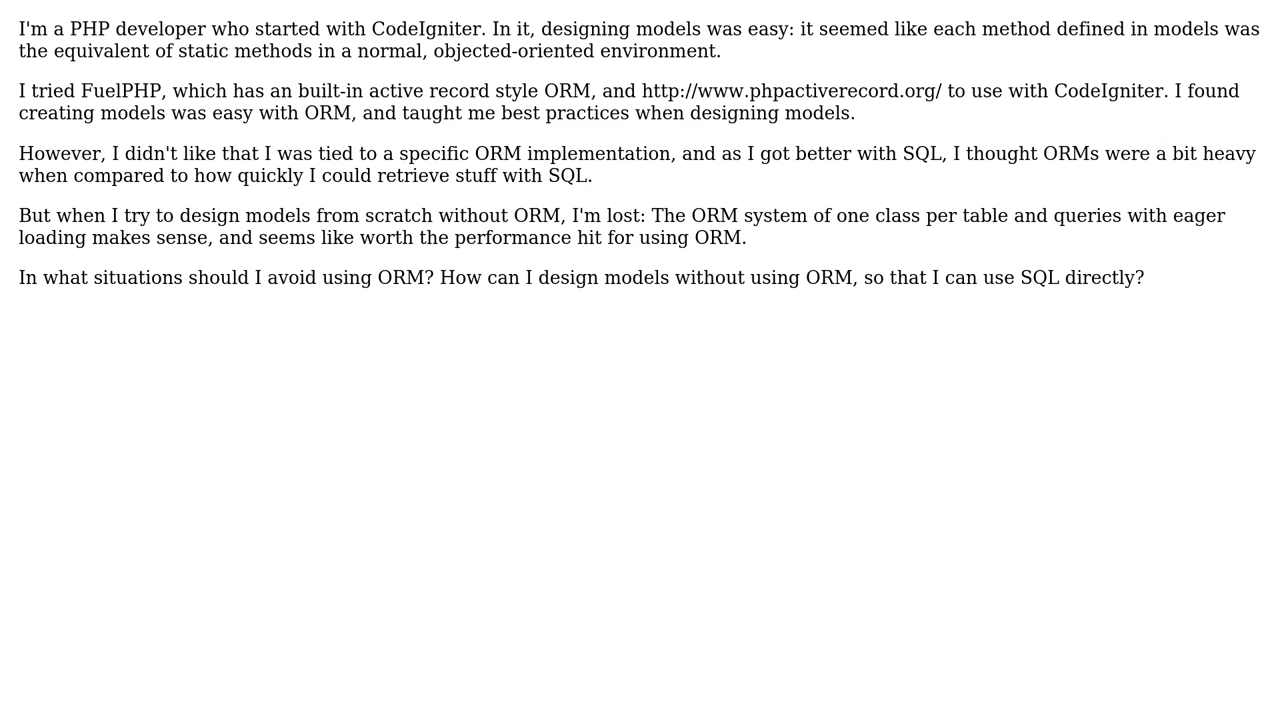 I'm a PHP developer who started with CodeIgniter. In it, designing models was easy: it seemed like each method defined in models was
the equivalent of static methods in a normal, objected-oriented environment.
I tried FuelPHP, which has an built-in active record style ORM, and http://www.phpactiverecord.org/ to use with CodeIgniter. I found
creating models was easy with ORM, and taught me best practices when designing models.
However, I didn't like that I was tied to a specific ORM implementation, and as I got better with SQL, I thought ORMs were a bit heavy
when compared to how quickly I could retrieve stuff with SQL.
But when I try to design models from scratch without ORM, I'm lost: The ORM system of one class per table and queries with eager
loading makes sense, and seems like worth the performance hit for using ORM.
In what situations should I avoid using ORM? How can I design models without using ORM, so that I can use SQL directly?